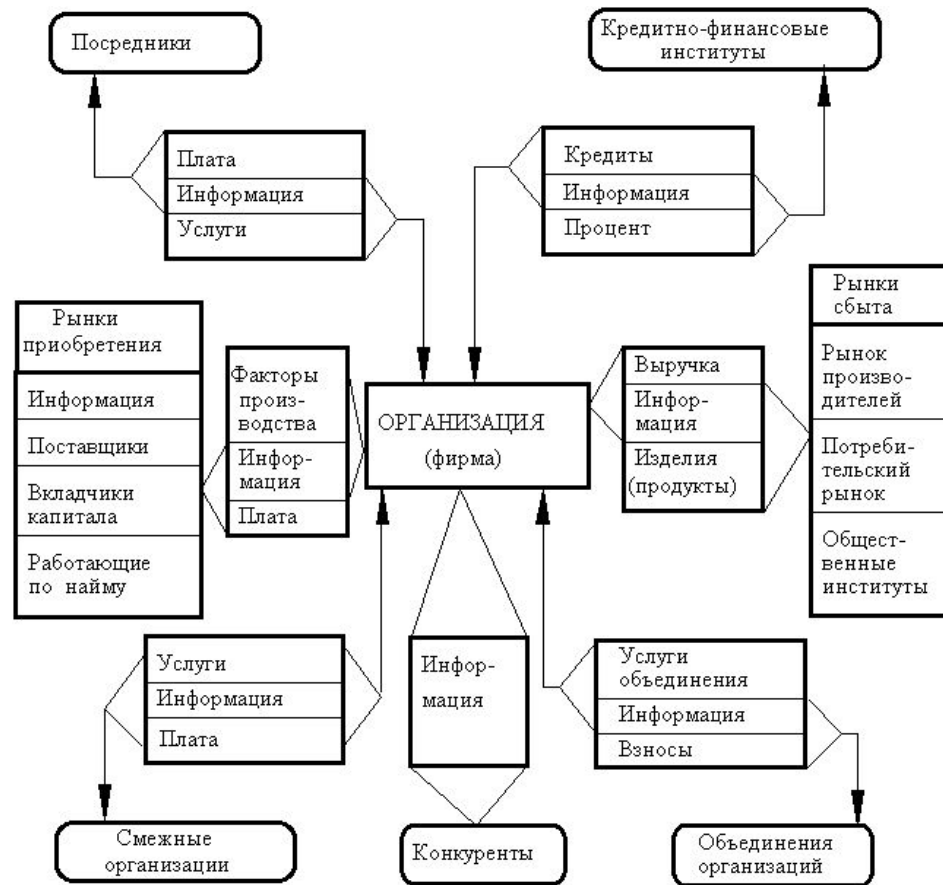 Посредники
Кредитно-финансовые
институты
Плата
Информация
Услуги
Кредиты
Информация
Процент
Рынки
приобретения
Информация
Поставщики
Вкладчики
капитала
Работающие
по найму
Факторы
произ-
водства
Инфор-
мация
Плата
ОРГАНИЗАЦИЯ
(фирма)
Выручка
Инфор-
мация
Изделия
(продукты)
Рынки
сбыта
Рынок
произво-
дителей
Потреби-
тельский
рынок
Общест-
венные
институты
Услуги
Информация
Плата
Инфор-
мация
Услуги
объединения
Информация
Взносы
Смежные
организации
Конкуренты
Объединения
организаций